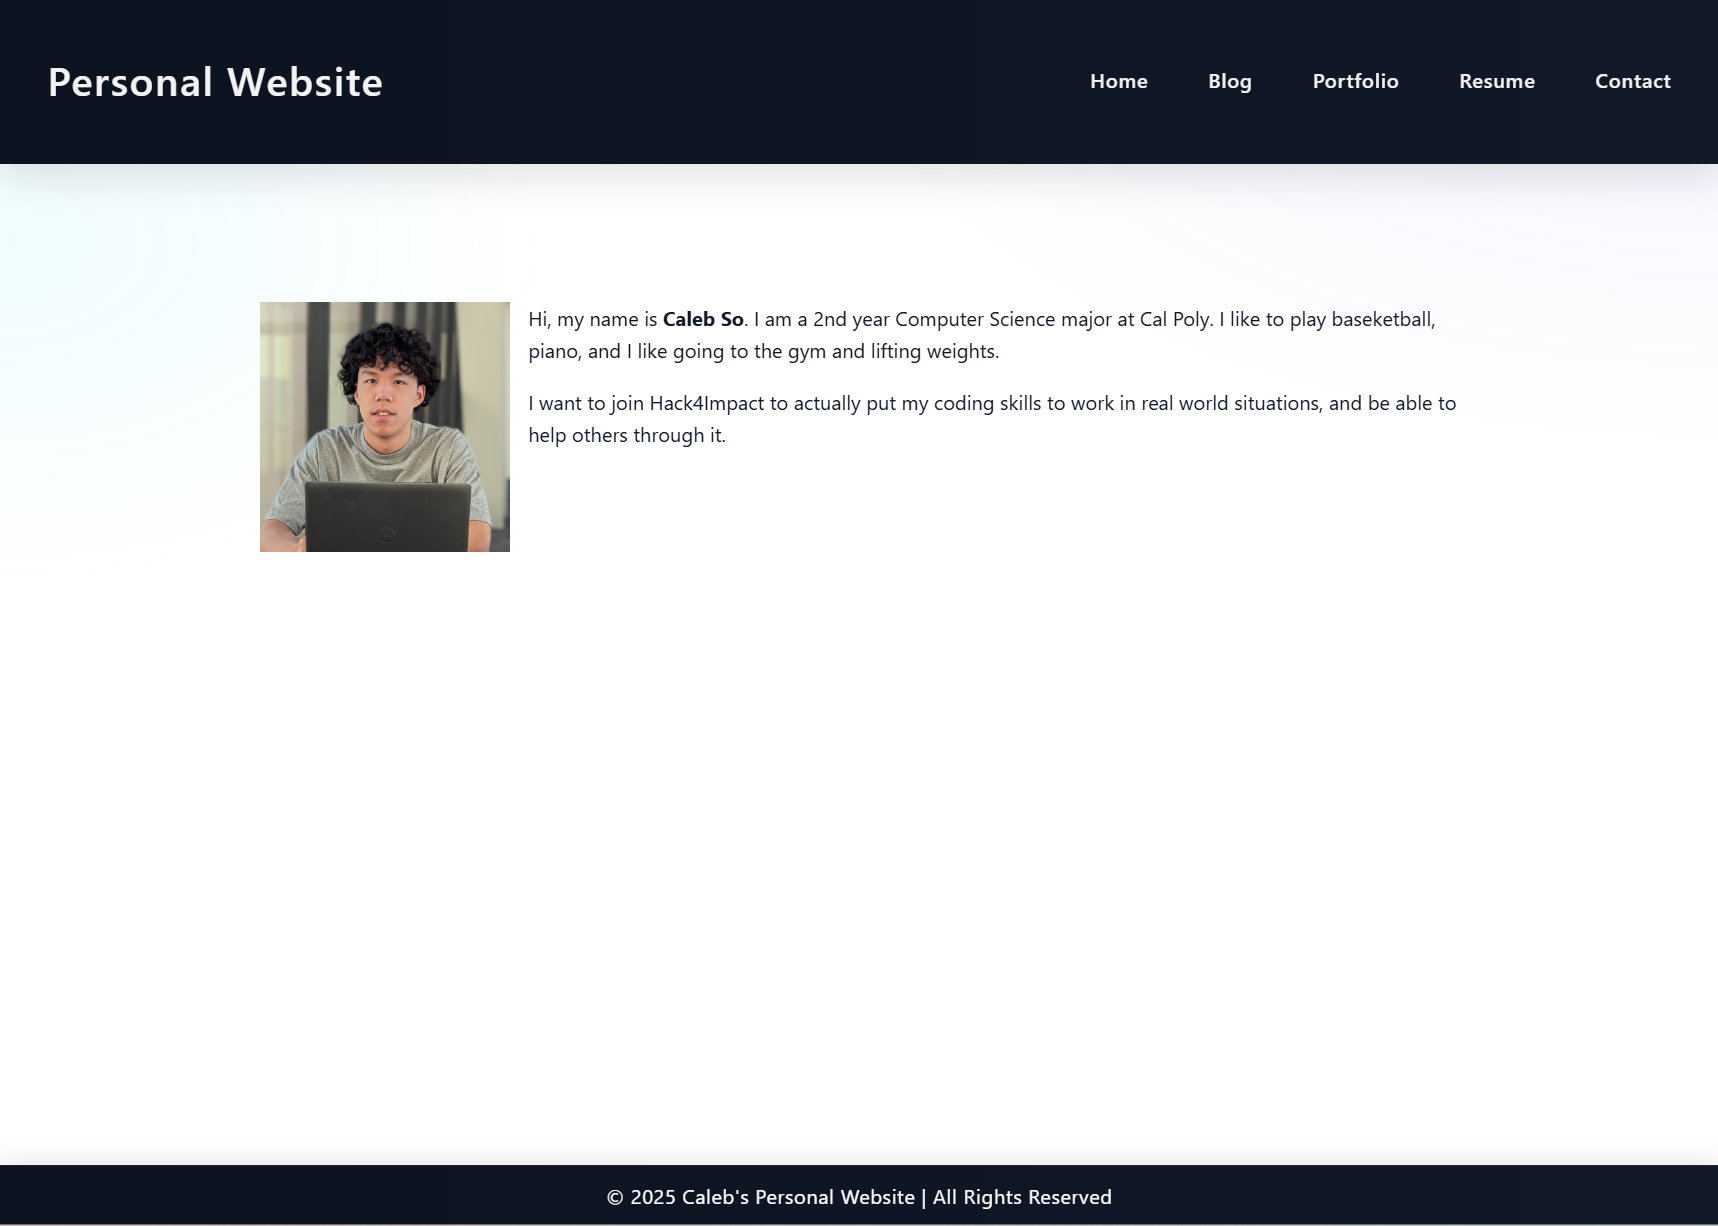 Personal Website
Home Blog Portfolio Resume Contact
Hi, my name is Caleb So. I am a 2nd year Computer Science major at Cal Poly. I like to play baseketball,
piano, and I like going to the gym and lifting weights.
I want to join Hack4Impact to actually put my coding skills to work in real world situations, and be able to
help others through it.
© 2025 Caleb's Personal Website | All Rights Reserved